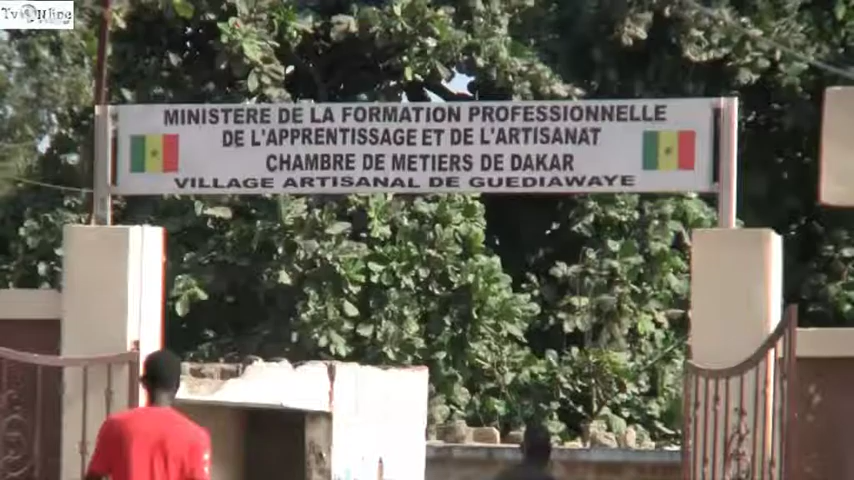 MINISTERE DE LA FORMATION PROFESSIONNELLE
DE L'APPRENTISSAGE ET DE L'ARTISANAT
CHAMBRE DE METIERS DE DAKAR
VILLAGE ARTISANAL DE GUEDIAWAYE